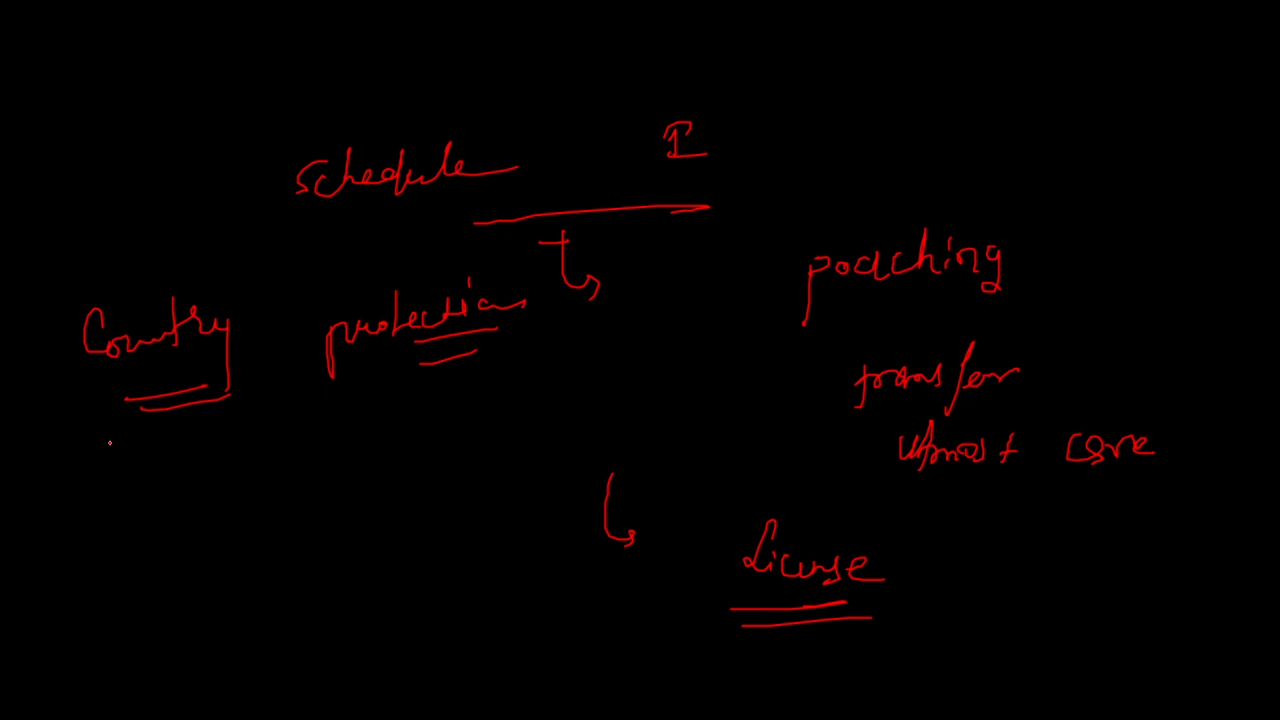 schedule I
poaching
Country protection
transfer
utmost care
License